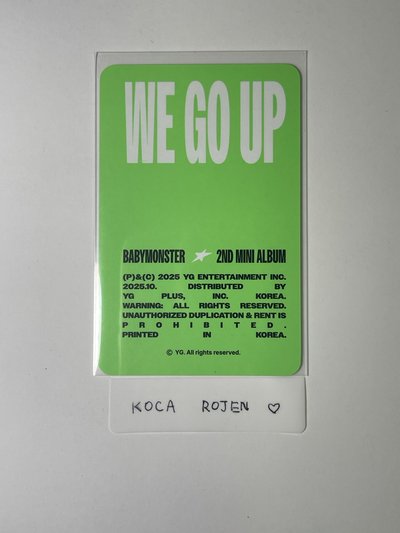 WE GO UP
BABYMONSTER ★ 2ND MINI ALBUM
(P)&(C) 2025 YG ENTERTAINMENT INC.
2025.10. DISTRIBUTED BY
YG PLUS, INC. KOREA.
WARNING: ALL RIGHTS RESERVED.
UNAUTHORIZED DUPLICATION & RENT IS
PROHIBITED.
PRINTED IN KOREA.
© YG. All rights reserved.
KOCA ROJEN ♡